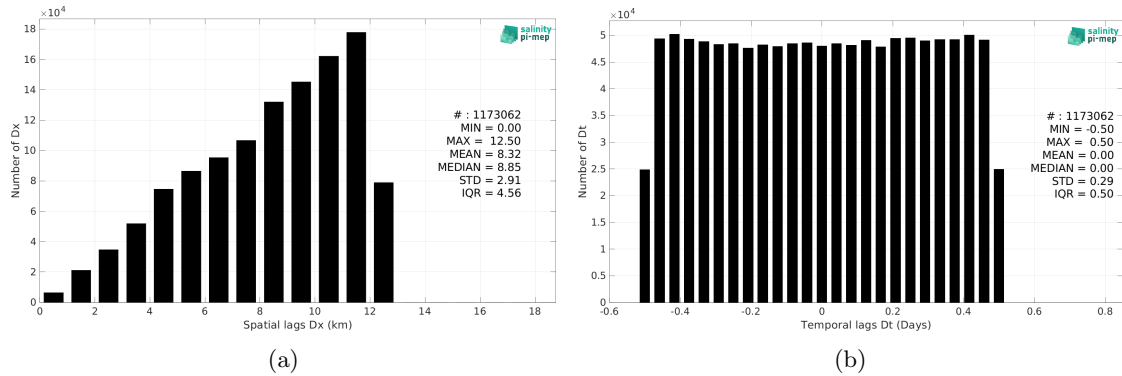 ×10⁴
18
16
14
12
10
8
6
4
2
0
Number of Dx
0 2 4 6 8 10 12 14 16 18
Spatial lags Dx (km)
salinity
pi-mep
# : 1173062
MIN = 0.00
MAX = 12.50
MEAN = 8.32
MEDIAN = 8.85
STD = 2.91
IQR = 4.56
(a)
×10⁴
5
4.5
4
3.5
3
2.5
2
1.5
1
0.5
0
Number of Dt
-0.6 -0.4 -0.2 0 0.2 0.4 0.6 0.8
Temporal lags Dt (Days)
salinity
pi-mep
# : 1173062
MIN = -0.50
MAX = 0.50
MEAN = 0.00
MEDIAN = 0.00
STD = 0.29
IQR = 0.50
(b)